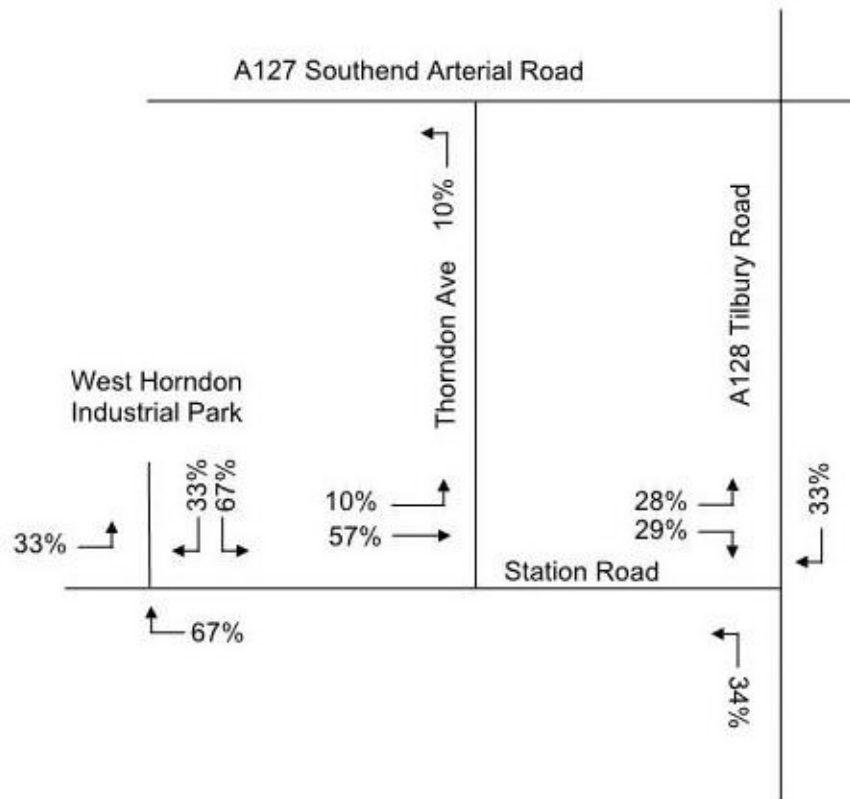 A127 Southend Arterial Road
10%
Thorndon Ave
A128 Tilbury Road
West Horndon
Industrial Park
33%
67%
10%
28%
33%
33%
57%
29%
Station Road
67%
34%